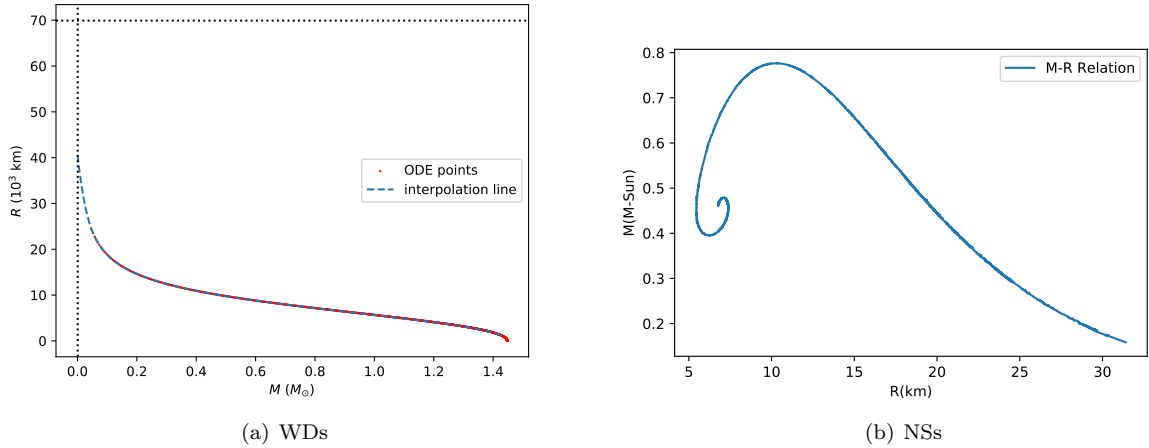 70
60
50
40
30
20
10
0
R (10³ km)
ODE points
interpolation line
0.0 0.2 0.4 0.6 0.8 1.0 1.2 1.4
M (M⊙)
(a) WDs
0.8
0.7
0.6
0.5
0.4
0.3
0.2
M(M-Sun)
M-R Relation
5 10 15 20 25 30
R(km)
(b) NSs